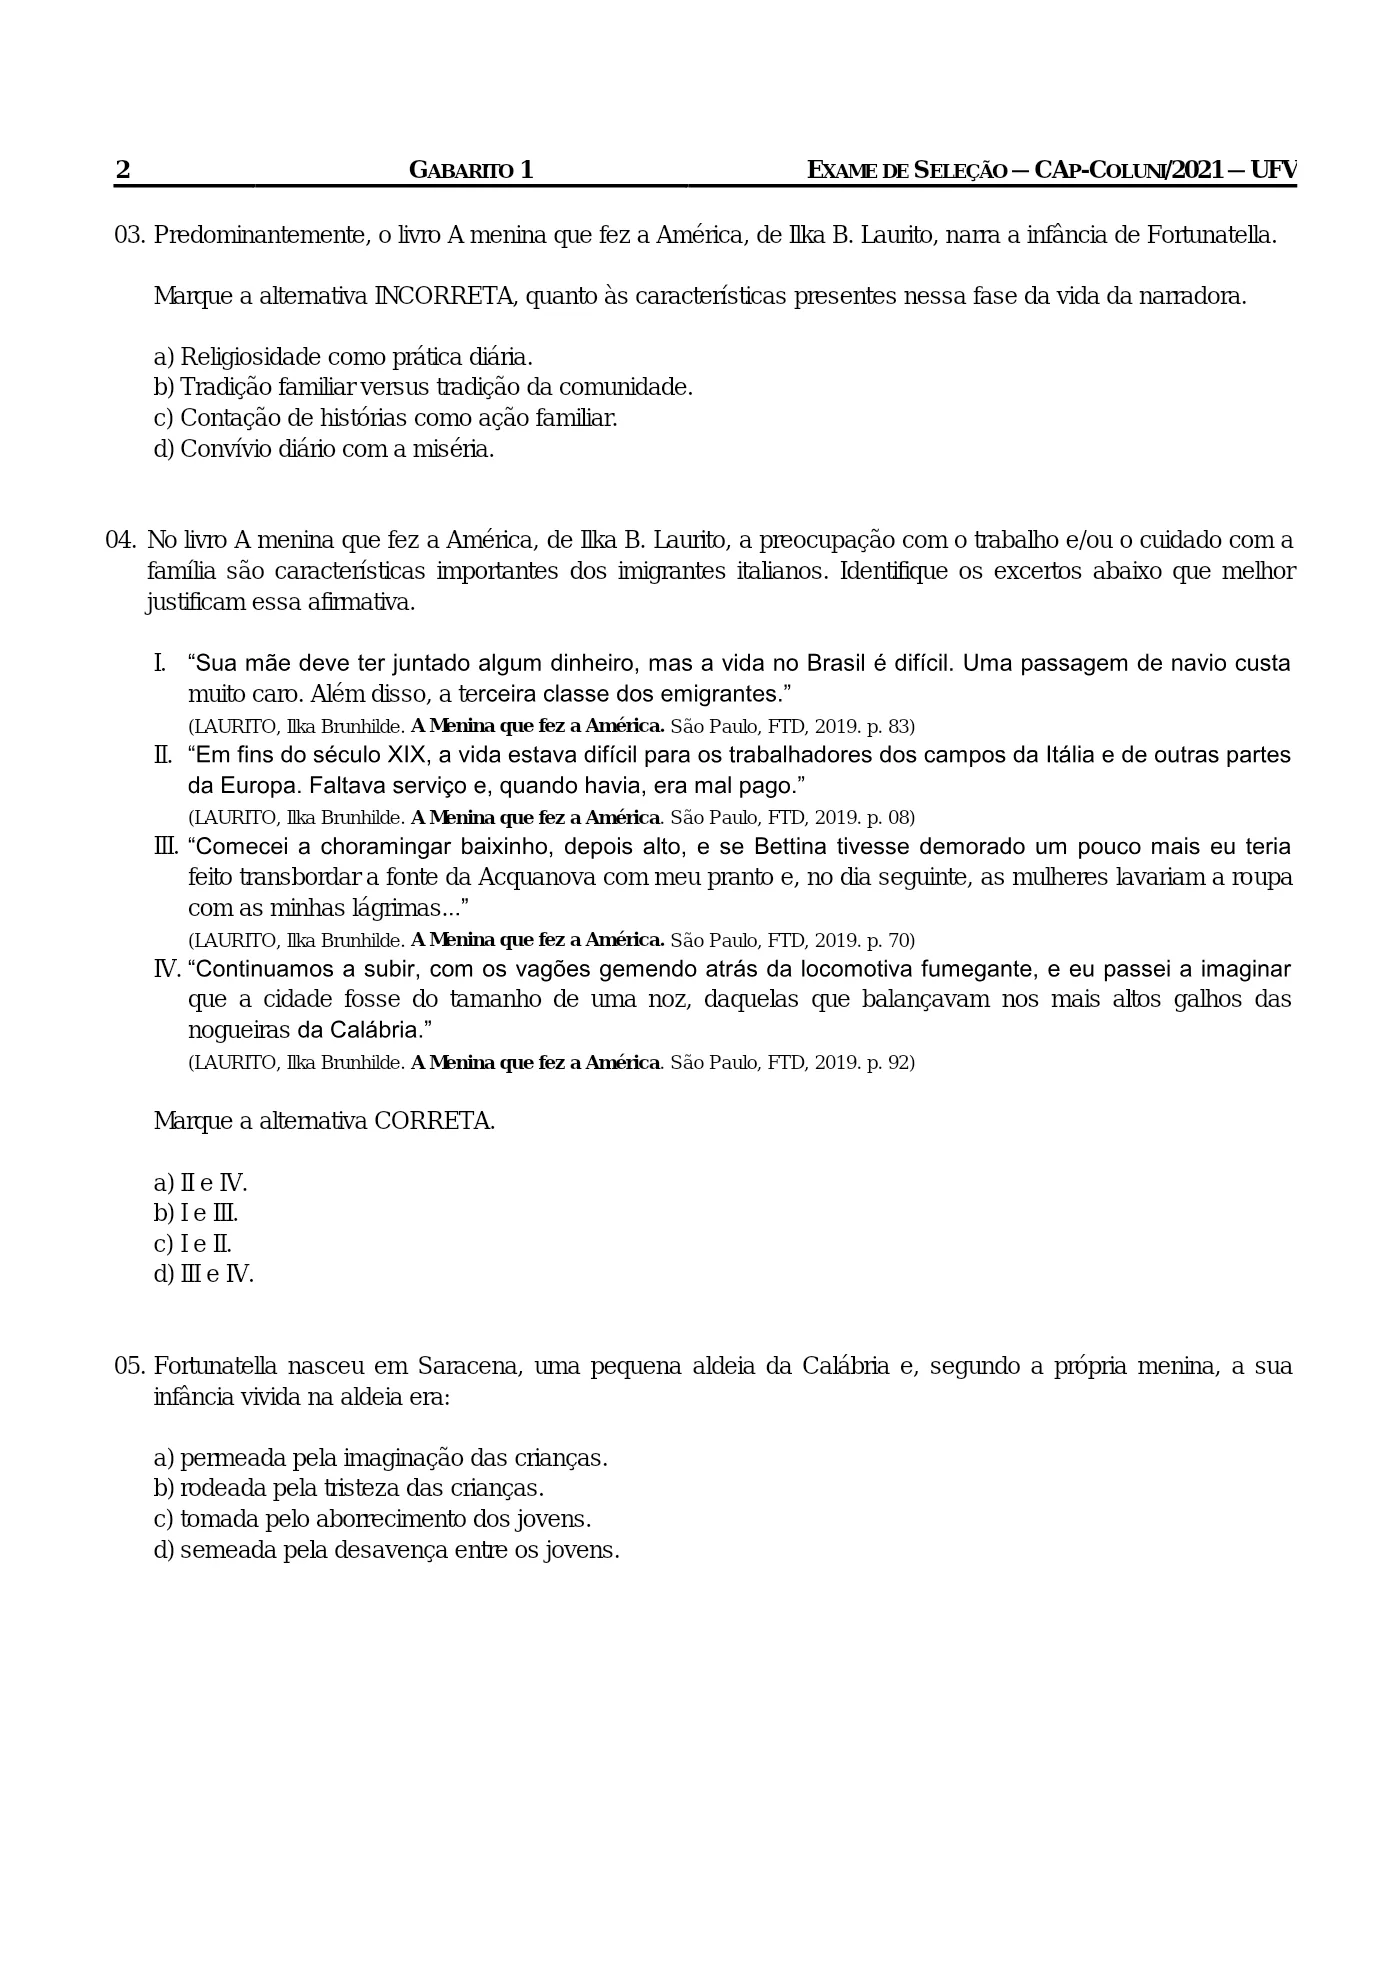 2 GABARITO 1 EXAME DE SELEÇÃO — CAP-COLUNI/2021 — UFV
03. Predominantemente, o livro A menina que fez a América, de Ilka B. Laurito, narra a infância de Fortunatella.
Marque a alternativa INCORRETA, quanto às características presentes nessa fase da vida da narradora.
a) Religiosidade como prática diária.
b) Tradição familiar versus tradição da comunidade.
c) Contação de histórias como ação familiar.
d) Convívio diário com a miséria.
04. No livro A menina que fez a América, de Ilka B. Laurito, a preocupação com o trabalho e/ou o cuidado com a
família são características importantes dos imigrantes italianos. Identifique os excertos abaixo que melhor
justificam essa afirmativa.
I. “Sua mãe deve ter juntado algum dinheiro, mas a vida no Brasil é difícil. Uma passagem de navio custa
muito caro. Além disso, a terceira classe dos emigrantes.”
(LAURITO, Ilka Brunhilde. A Menina que fez a América. São Paulo, FTD, 2019. p. 83)
II. “Em fins do século XIX, a vida estava difícil para os trabalhadores dos campos da Itália e de outras partes
da Europa. Faltava serviço e, quando havia, era mal pago.”
(LAURITO, Ilka Brunhilde. A Menina que fez a América. São Paulo, FTD, 2019. p. 08)
III. “Comecei a choramingar baixinho, depois alto, e se Bettina tivesse demorado um pouco mais eu teria
feito transbordar a fonte da Acquanova com meu pranto e, no dia seguinte, as mulheres lavariam a roupa
com as minhas lágrimas...”
(LAURITO, Ilka Brunhilde. A Menina que fez a América. São Paulo, FTD, 2019. p. 70)
IV. “Continuamos a subir, com os vagões gemendo atrás da locomotiva fumegante, e eu passei a imaginar
que a cidade fosse do tamanho de uma noz, daquelas que balançavam nos mais altos galhos das
nogueiras da Calábria.”
(LAURITO, Ilka Brunhilde. A Menina que fez a América. São Paulo, FTD, 2019. p. 92)
Marque a alternativa CORRETA.
a) II e IV.
b) I e III.
c) I e II.
d) III e IV.
05. Fortunatella nasceu em Saracena, uma pequena aldeia da Calábria e, segundo a própria menina, a sua
infância vivida na aldeia era:
a) permeada pela imaginação das crianças.
b) rodeada pela tristeza das crianças.
c) tomada pelo aborrecimento dos jovens.
d) semeada pela desavença entre os jovens.